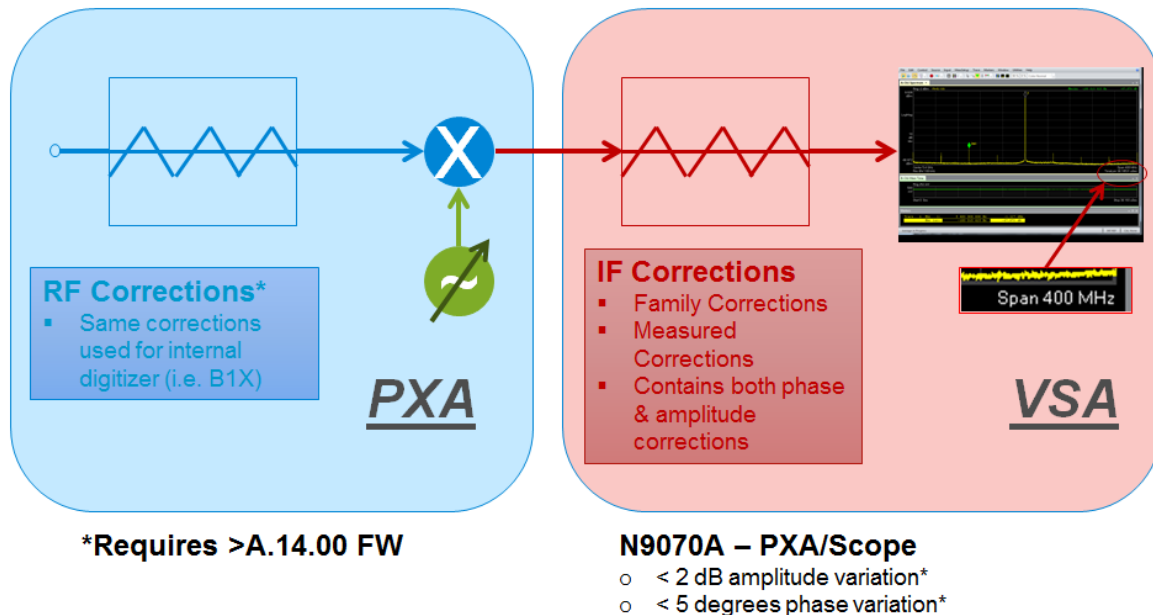 RF Corrections*
▪ Same corrections
used for internal
digitizer (i.e. B1X)
PXA
X
~
IF Corrections
▪ Family Corrections
▪ Measured
Corrections
▪ Contains both phase
& amplitude
corrections
Span 400 MHz
VSA
*Requires >A.14.00 FW
N9070A – PXA/Scope
o < 2 dB amplitude variation*
o < 5 degrees phase variation*